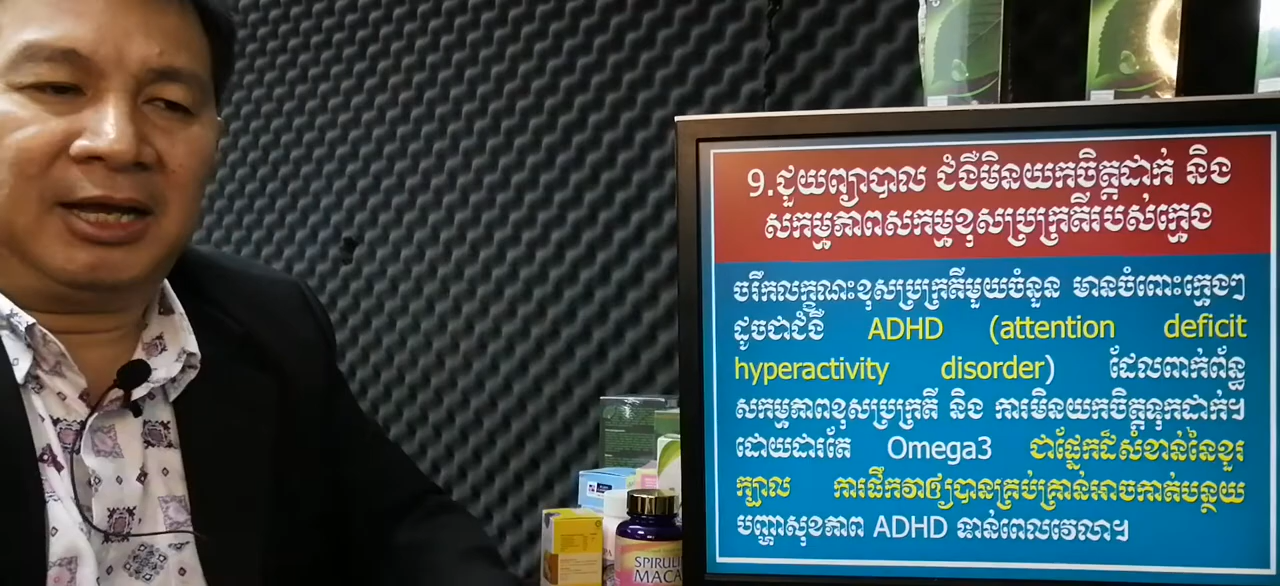 9.ជួយព្យាបាល ជំងឺមិនយកចិត្តដាក់ និង
សកម្មភាពសកម្មខុសប្រក្រតីរបស់ក្មេង
ចរឹកលក្ខណះខុសប្រក្រតីមួយចំនួន មានចំពោះក្មេងៗ
ដូចជាជំងឺ ADHD (attention deficit
hyperactivity disorder) ដែលពាក់ព័ន្ធ
សកម្មភាពខុសប្រក្រតី និង ការមិនយកចិត្តទុកដាក់។
ដោយដារតែ Omega3 ជាផ្នែកដ៏សំខាន់នៃខួរ
ក្បាល ការផឹកវាឲ្យបានគ្រប់គ្រាន់អាចកាត់បន្ថយ
បញ្ហាសុខភាព ADHD ទាន់ពេលវេលា។
SPIRUL
MACA